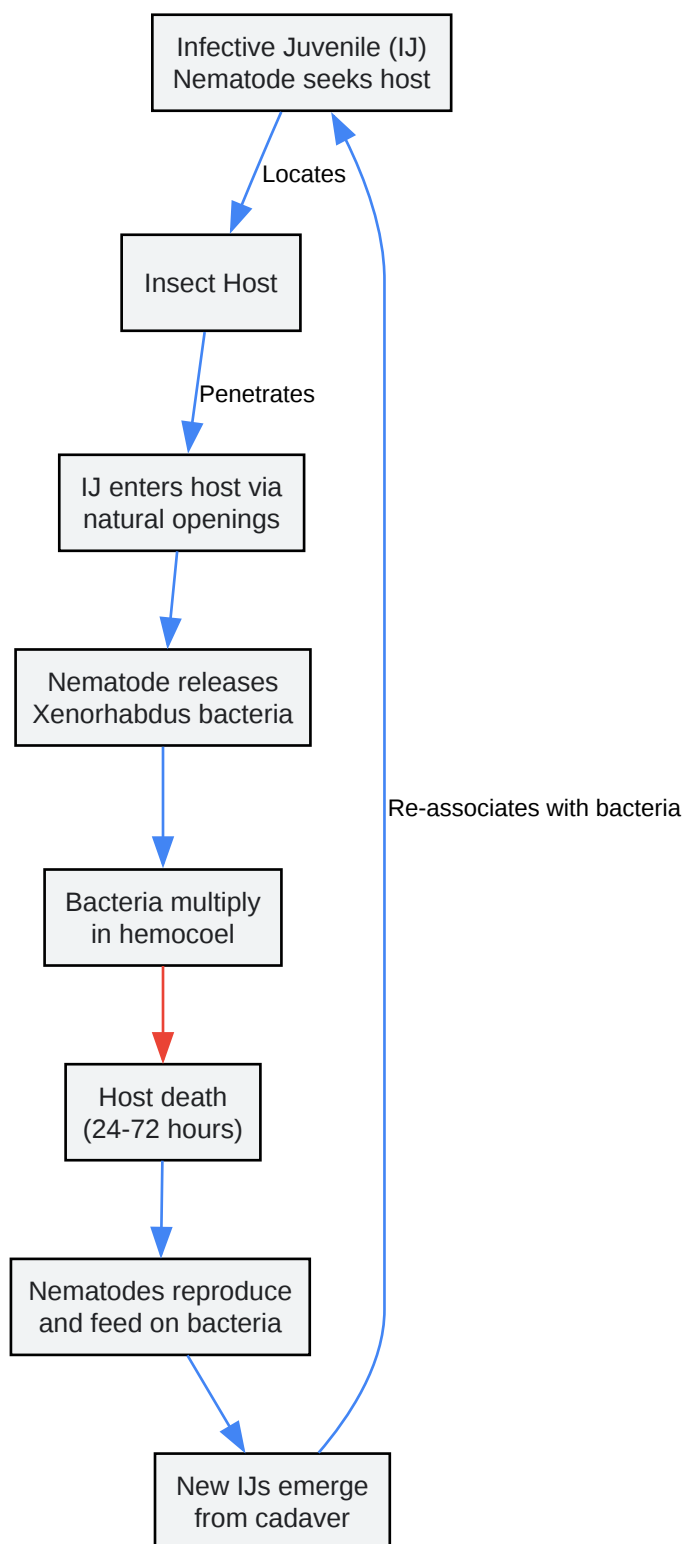 Infective Juvenile (IJ)
Nematode seeks host
Locates
Insect Host
Penetrates
IJ enters host via
natural openings
Nematode releases
Xenorhabdus bacteria
Re-associates with bacteria
Bacteria multiply
in hemocoel
Host death
(24-72 hours)
Nematodes reproduce
and feed on bacteria
New IJs emerge
from cadaver